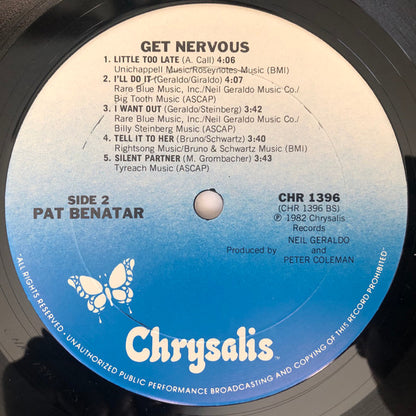 GET NERVOUS
1. LITTLE TOO LATE (A. Call) 4:06
Unichappell Music/Roseynotes Music (BMI)
2. I'LL DO IT (Geraldo/Giraldo) 4:07
Rare Blue Music, Inc./Neil Geraldo Music Co./
Big Tooth Music (ASCAP)
3. I WANT OUT (Geraldo/Steinberg) 3:42
Rare Blue Music, Inc./Neil Geraldo Music Co./
Billy Steinberg Music (ASCAP)
4. TELL IT TO HER (Bruno/Schwartz) 3:40
Rightsong Music/Bruno & Schwartz Music (BMI)
5. SILENT PARTNER (M. Grombacher) 3:43
Tyreach Music (ASCAP)
SIDE 2
PAT BENATAR
CHR 1396
(CHR 1396 BS)
℗ 1982 Chrysalis
Records
Produced by
NEIL GERALDO
and
PETER COLEMAN
Chrysalis™
ALL RIGHTS RESERVED · UNAUTHORIZED PUBLIC PERFORMANCE BROADCASTING AND COPYING OF THIS RECORD PROHIBITED